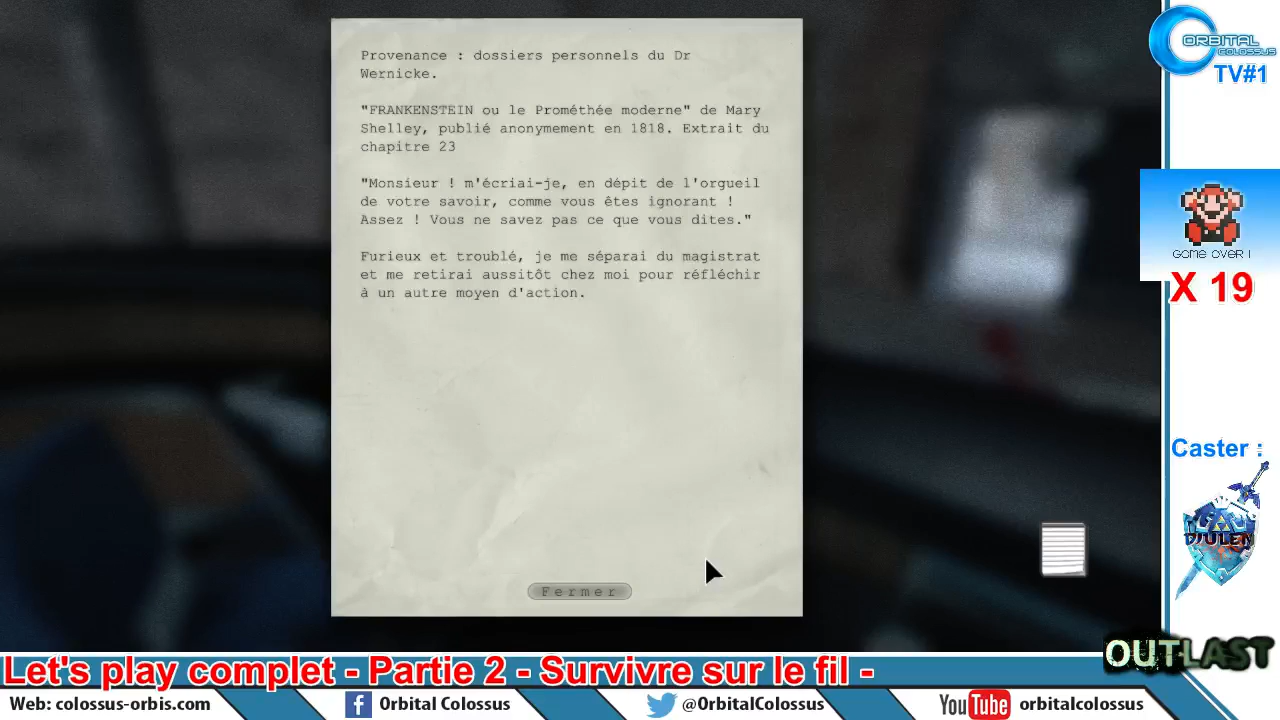 Provenance : dossiers personnels du Dr
Wernicke.
"FRANKENSTEIN ou le Prométhée moderne" de Mary
Shelley, publié anonymement en 1818. Extrait du
chapitre 23
"Monsieur ! m'écriai-je, en dépit de l'orgueil
de votre savoir, comme vous êtes ignorant !
Assez ! Vous ne savez pas ce que vous dites."
Furieux et troublé, je me séparai du magistrat
et me retirai aussitôt chez moi pour réfléchir
à un autre moyen d'action.
Fermer
ORBITAL
COLOSSUS
TV#1
GAME OVER !
X 19
Caster :
DJULEN
OUTLAST
Let's play complet - Partie 2 - Survivre sur le fil -
Web: colossus-orbis.com
f Orbital Colossus
@OrbitalColossus
YouTube orbitalcolossus